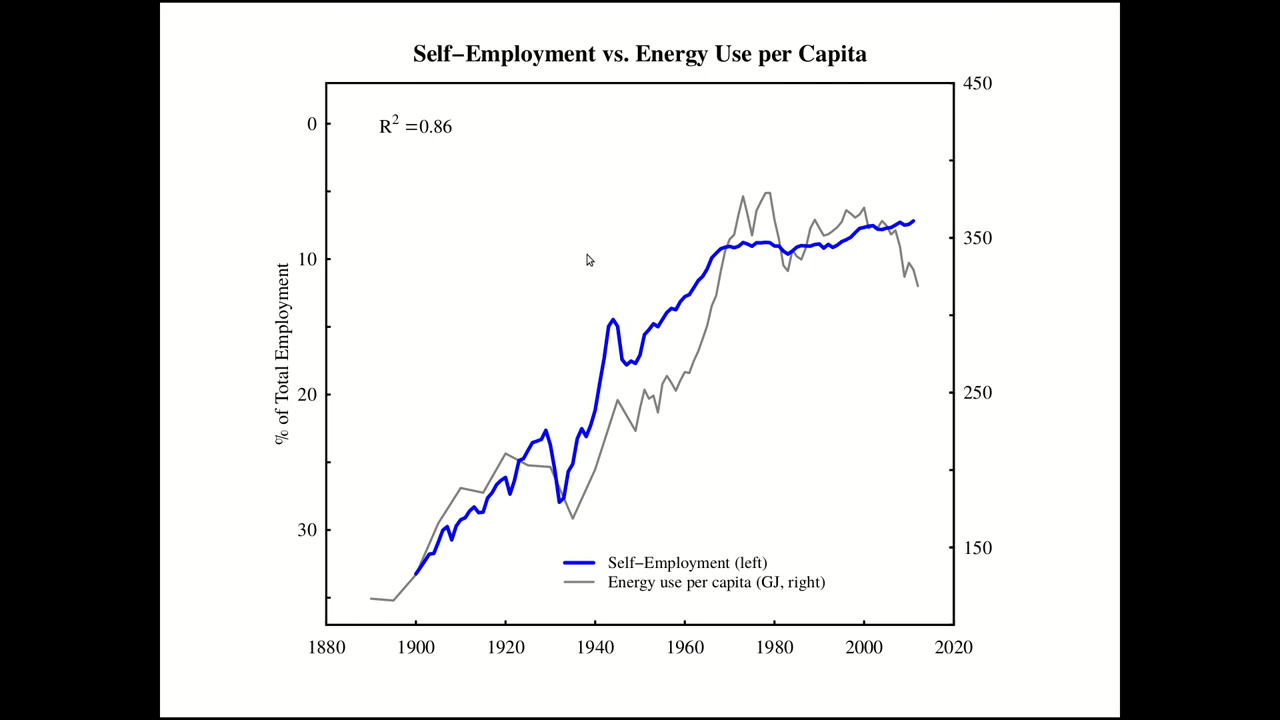 Self−Employment vs. Energy Use per Capita
450
0
R² =0.86
350
10
% of Total Employment
20
250
30
150
Self−Employment (left)
Energy use per capita (GJ, right)
1880 1900 1920 1940 1960 1980 2000 2020